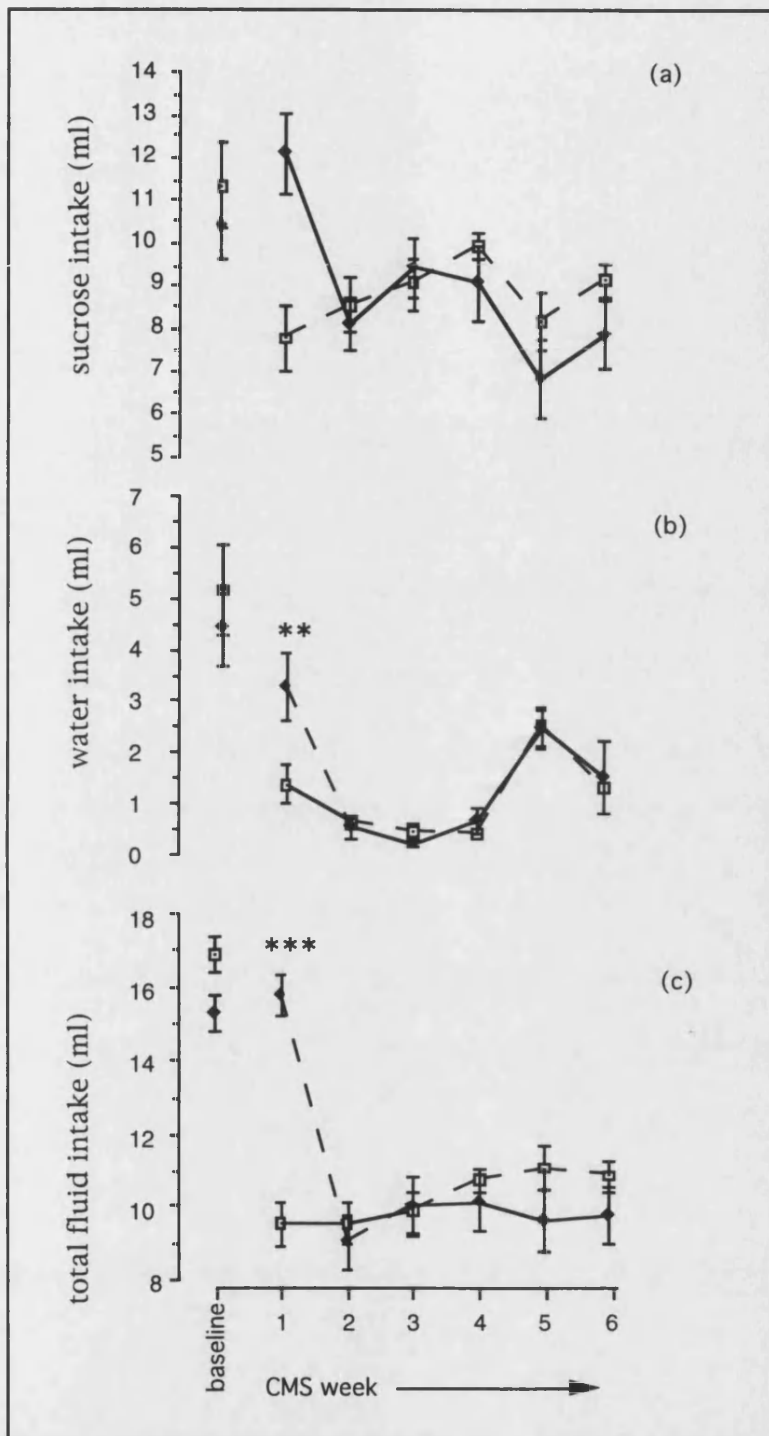 (a)
14
13
12
11
10
9
8
7
6
5
sucrose intake (ml)
(b)
7
6
5
4
3
2
1
0
water intake (ml)
**
(c)
18
16
14
12
10
8
total fluid intake (ml)
***
baseline
1 2 3 4 5 6
CMS week